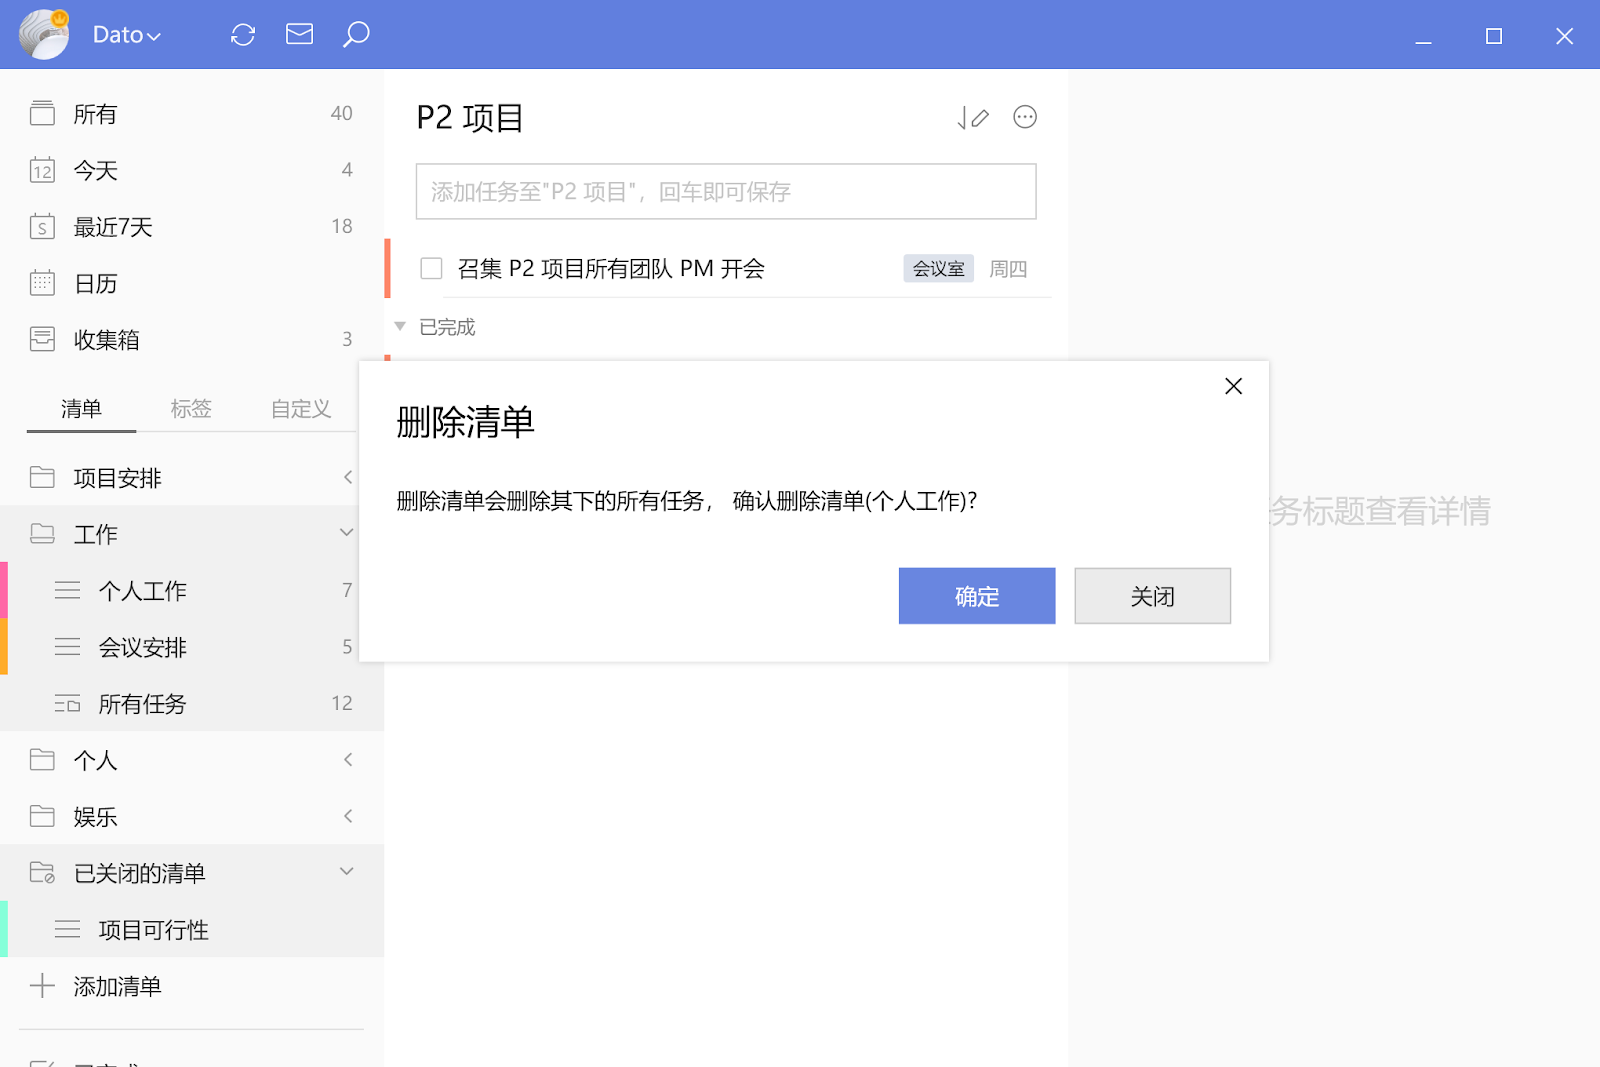 Dato
所有 40
12 今天 4
S 最近7天 18
日历
收集箱 3
清单 标签 自定义
项目安排
工作
个人工作 7
会议安排 5
所有任务 12
个人
娱乐
已关闭的清单
项目可行性
添加清单
P2 项目
添加任务至"P2 项目"，回车即可保存
召集 P2 项目所有团队 PM 开会 会议室 周四
已完成
删除清单
删除清单会删除其下的所有任务， 确认删除清单(个人工作)?
确定 关闭
务标题查看详情